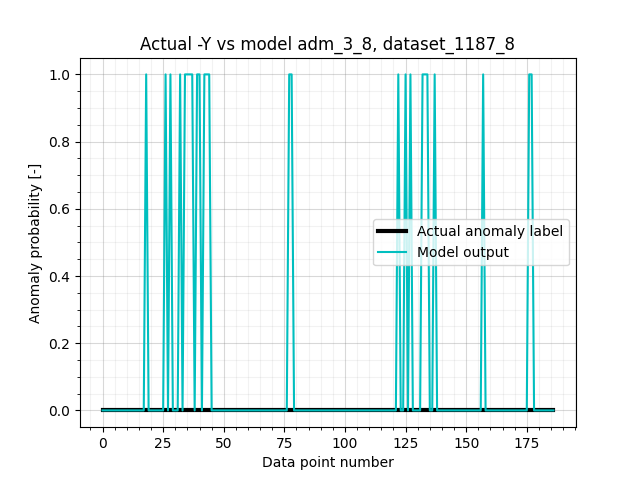 Actual -Y vs model adm_3_8, dataset_1187_8
1.0
0.8
0.6
0.4
0.2
0.0
Anomaly probability [-]
Actual anomaly label
Model output
0 25 50 75 100 125 150 175
Data point number